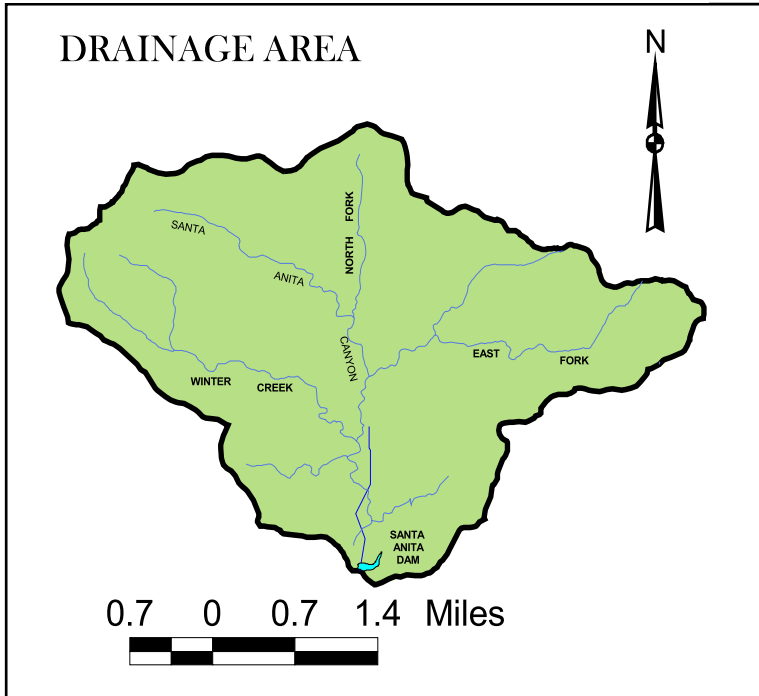 DRAINAGE AREA
N
NORTH FORK
SANTA
ANITA
CANYON
EAST
FORK
WINTER CREEK
SANTA
ANITA
DAM
0.7 0 0.7 1.4 Miles